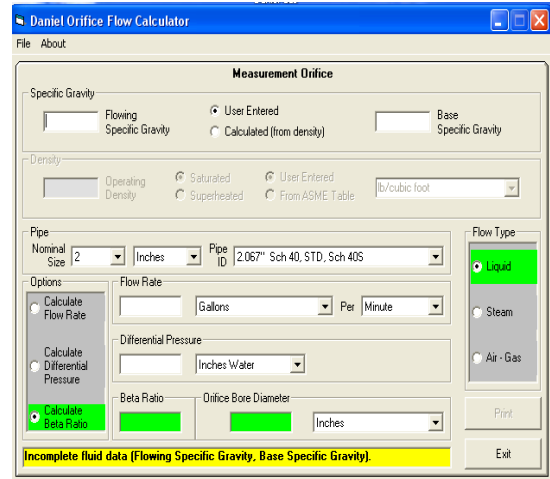 Daniel Orifice Flow Calculator
File About
Measurement Orifice
Specific Gravity
Flowing Specific Gravity
User Entered
Calculated (from density)
Base Specific Gravity
Density
Operating Density
Saturated
Superheated
User Entered
From ASME Table
lb/cubic foot
Pipe
Nominal Size 2 Inches Pipe ID 2.067" Sch 40, STD, Sch 40S
Flow Type
Liquid
Steam
Air - Gas
Options
Calculate Flow Rate
Calculate Differential Pressure
Calculate Beta Ratio
Flow Rate
Gallons Per Minute
Differential Pressure
Inches Water
Beta Ratio
Orifice Bore Diameter
Inches
Print
Exit
Incomplete fluid data (Flowing Specific Gravity, Base Specific Gravity).